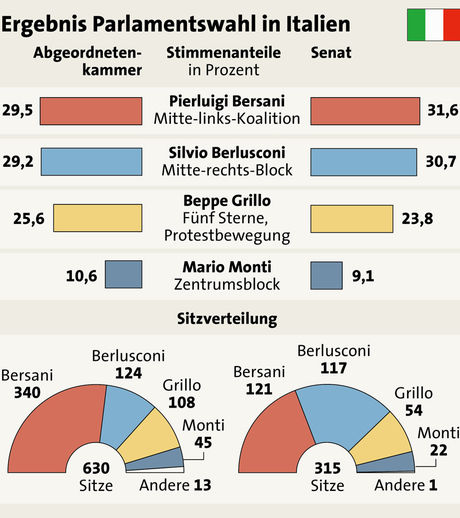 Ergebnis Parlamentswahl in Italien
Abgeordneten-
kammer
Stimmenanteile
in Prozent
Senat
29,5
Pierluigi Bersani
Mitte-links-Koalition
31,6
29,2
Silvio Berlusconi
Mitte-rechts-Block
30,7
25,6
Beppe Grillo
Fünf Sterne,
Protestbewegung
23,8
10,6
Mario Monti
Zentrumsblock
9,1
Sitzverteilung
Bersani
340
Berlusconi
124
Grillo
108
Monti
45
Andere 13
630
Sitze
Bersani
121
Berlusconi
117
Grillo
54
Monti
22
Andere 1
315
Sitze